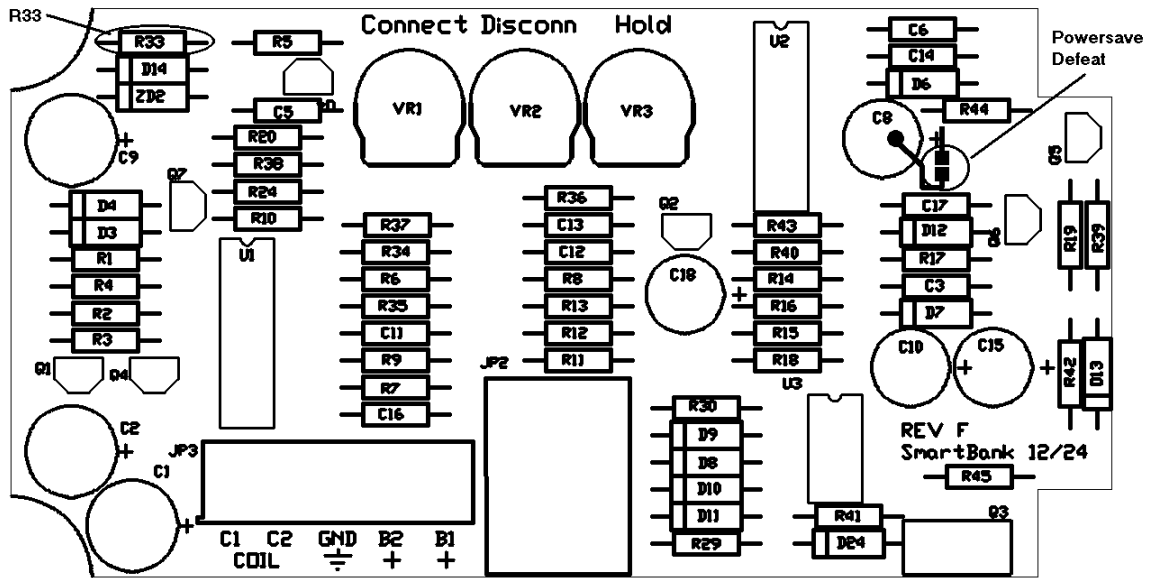 R33
Connect Disconn Hold
R33
R5
D14
ZD2
C5
R20
R38
R24
R10
C9
Q7
D4
D3
R1
R4
R2
R3
Q1
Q4
C2
C1
U1
VR1
VR2
VR3
R37
R34
R6
R35
C11
R9
R7
C16
R36
C13
C12
R8
R13
R12
R11
JP2
JP3
C1 C2 GND B2 B1
COIL + +
Q2
C18
U2
R43
R40
R14
R16
R15
R18
U3
R30
D9
D8
D10
D11
R29
R41
D24
Q3
C6
C14
D6
R44
C8
Powersave
Defeat
Q5
C17
D12
R17
C3
D7
Q6
R19
R39
C10
C15
R42
D13
REV F
SmartBank 12/24
R45